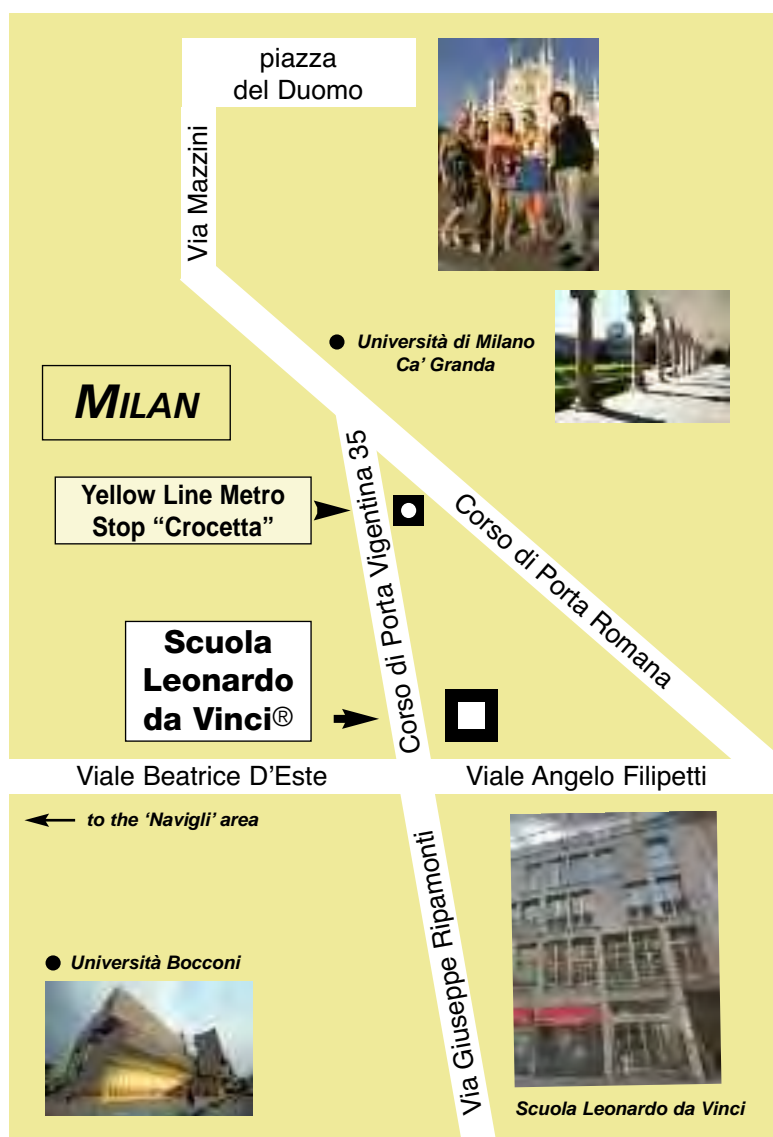 piazza
del Duomo
Via Mazzini
Università di Milano
Ca' Granda
MILAN
Yellow Line Metro
Stop “Crocetta”
Corso di Porta Vigentina 35
Corso di Porta Romana
Scuola
Leonardo
da Vinci®
Viale Beatrice D'Este
Viale Angelo Filipetti
to the ‘Navigli’ area
Via Giuseppe Ripamonti
Università Bocconi
Scuola Leonardo da Vinci